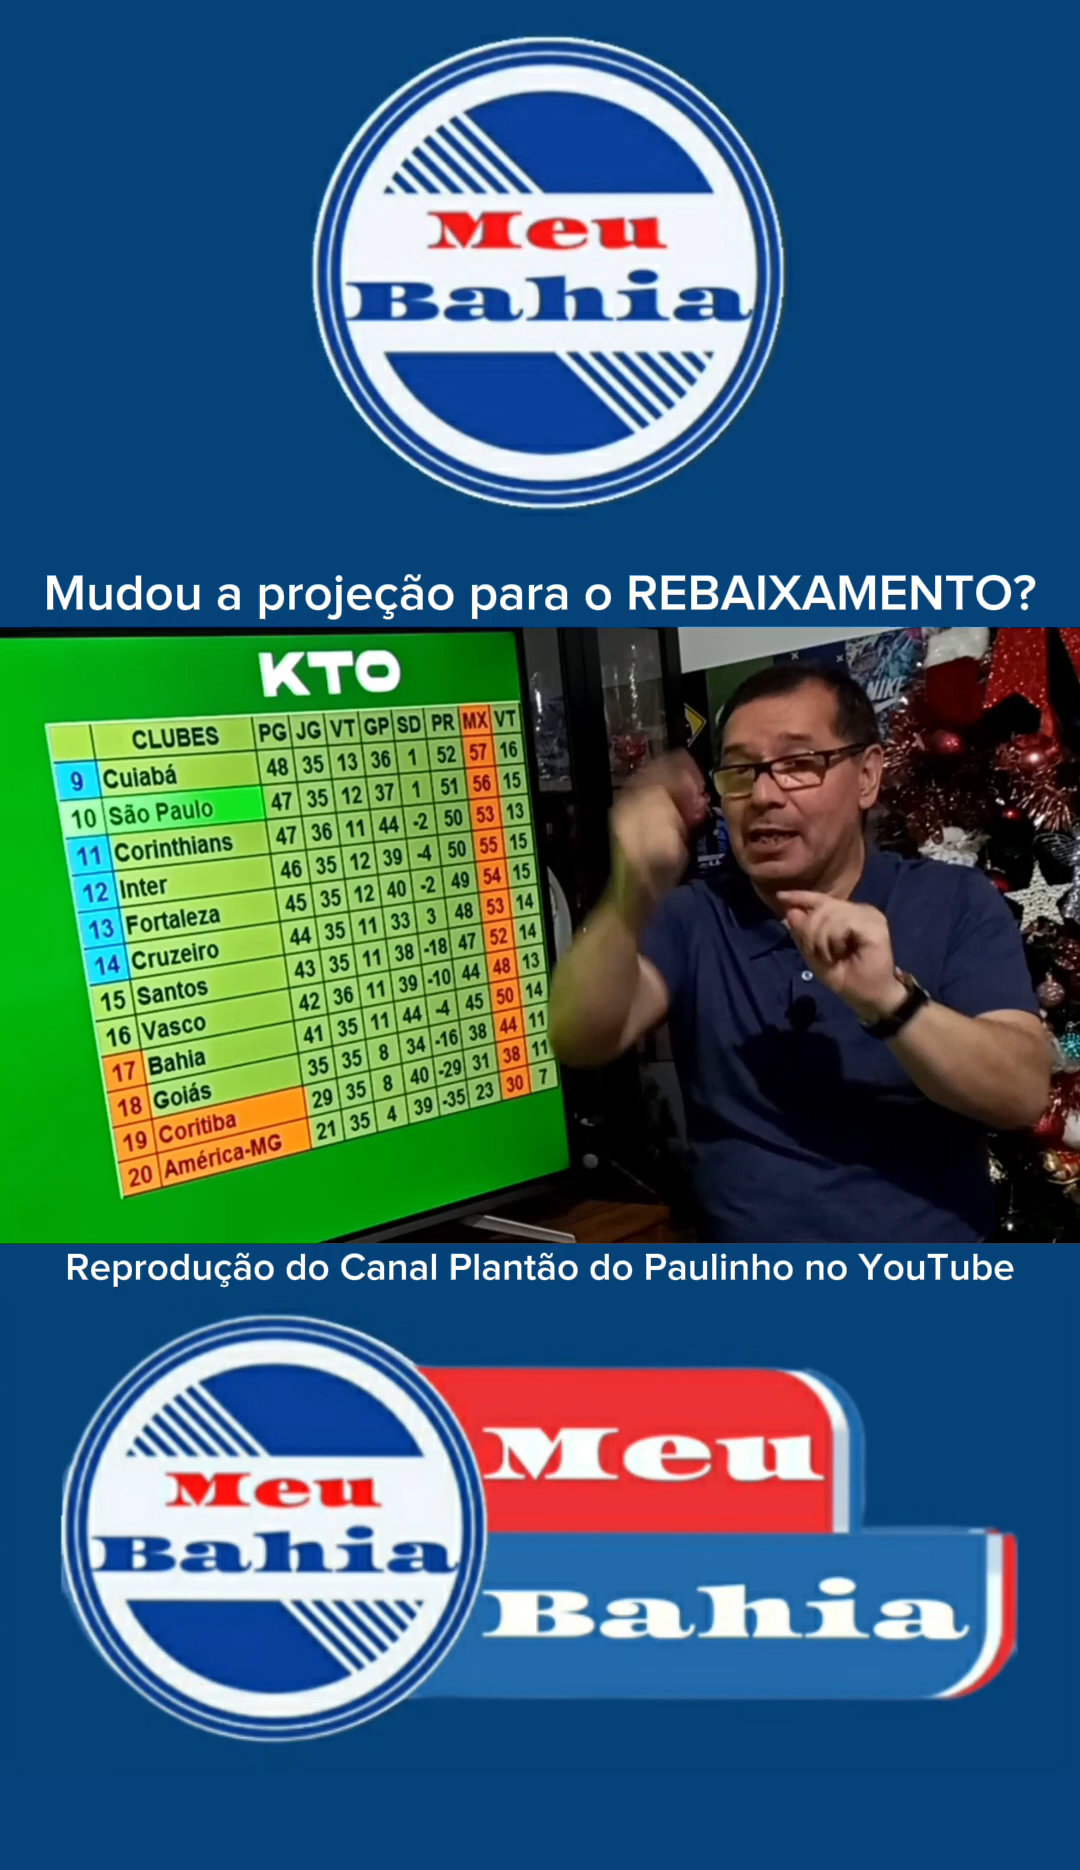 Meu
Bahia
Mudou a projeção para o REBAIXAMENTO?
KTO
CLUBES PG JG VT GP SD PR MX VT
9 Cuiabá 48 35 13 36 1 52 57 16
10 São Paulo 47 35 12 37 1 51 56 15
11 Corinthians 47 36 11 44 -2 50 53 13
12 Inter 46 35 12 39 -4 50 55 15
13 Fortaleza 45 35 12 40 -2 49 54 15
14 Cruzeiro 44 35 11 33 3 48 53 14
15 Santos 43 35 11 38 -18 47 52 14
16 Vasco 42 36 11 39 -10 44 48 13
17 Bahia 41 35 11 44 -4 45 50 14
18 Goiás 35 35 8 34 -16 38 44 11
19 Coritiba 29 35 8 40 -29 31 38 11
20 América-MG 21 35 4 39 -35 23 30 7
NIKE
Reprodução do Canal Plantão do Paulinho no YouTube
Meu
Bahia
Meu
Bahia